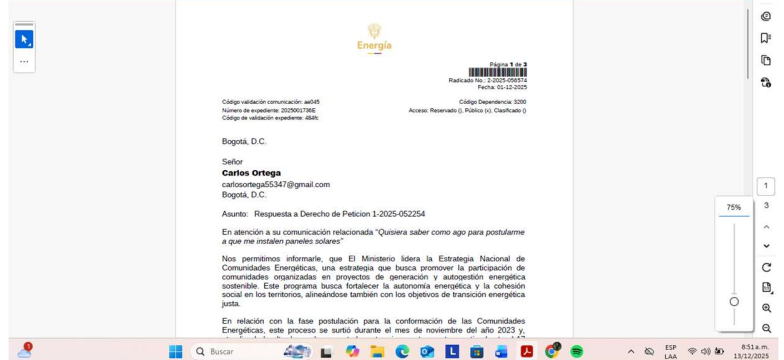 Energía
Página 1 de 3
Radicado No.: 2-2025-056574
Fecha: 01-12-2025
Código validación comunicación: ae045
Número de expediente: 2025001736E
Código de validación expediente: 484fc
Código Dependencia: 3200
Acceso: Reservado (), Público (x), Clasificado ()
Bogotá, D.C.
Señor
Carlos Ortega
carlosortega55347@gmail.com
Bogotá, D.C.
Asunto: Respuesta a Derecho de Peticion 1-2025-052254
En atención a su comunicación relacionada "Quisiera saber como ago para postularme
a que me instalen paneles solares"
Nos permitimos informarle, que El Ministerio lidera la Estrategia Nacional de
Comunidades Energéticas, una estrategia que busca promover la participación de
comunidades organizadas en proyectos de generación y autogestión energética
sostenible. Este programa busca fortalecer la autonomía energética y la cohesión
social en los territorios, alineándose también con los objetivos de transición energética
justa.
En relación con la fase postulación para la conformación de las Comunidades
Energéticas, este proceso se surtió durante el mes de noviembre del año 2023 y,
1
3
75%
Buscar
ESP
LAA
8:51 a. m.
13/12/2025